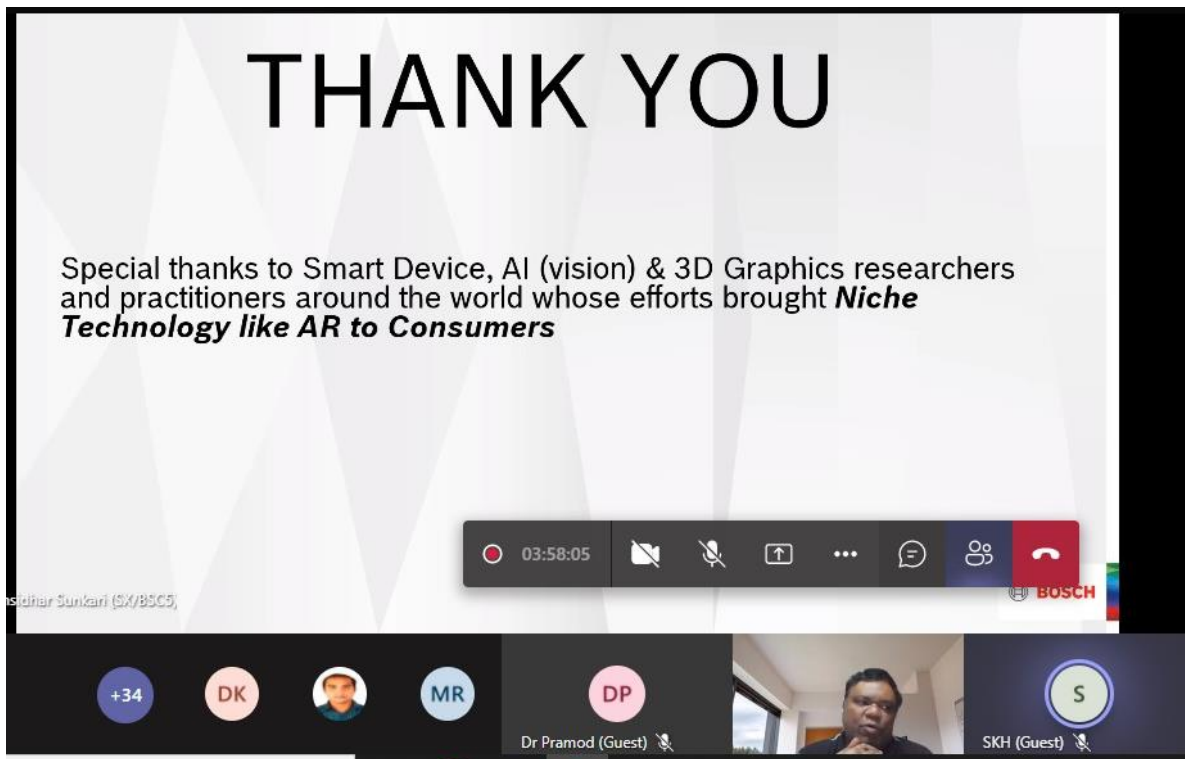 THANK YOU
Special thanks to Smart Device, AI (vision) & 3D Graphics researchers
and practitioners around the world whose efforts brought Niche
Technology like AR to Consumers
03:58:05
BOSCH
Sunkari (SX/BSC5,
+34
DK
MR
DP
S
Dr Pramod (Guest)
SKH (Guest)